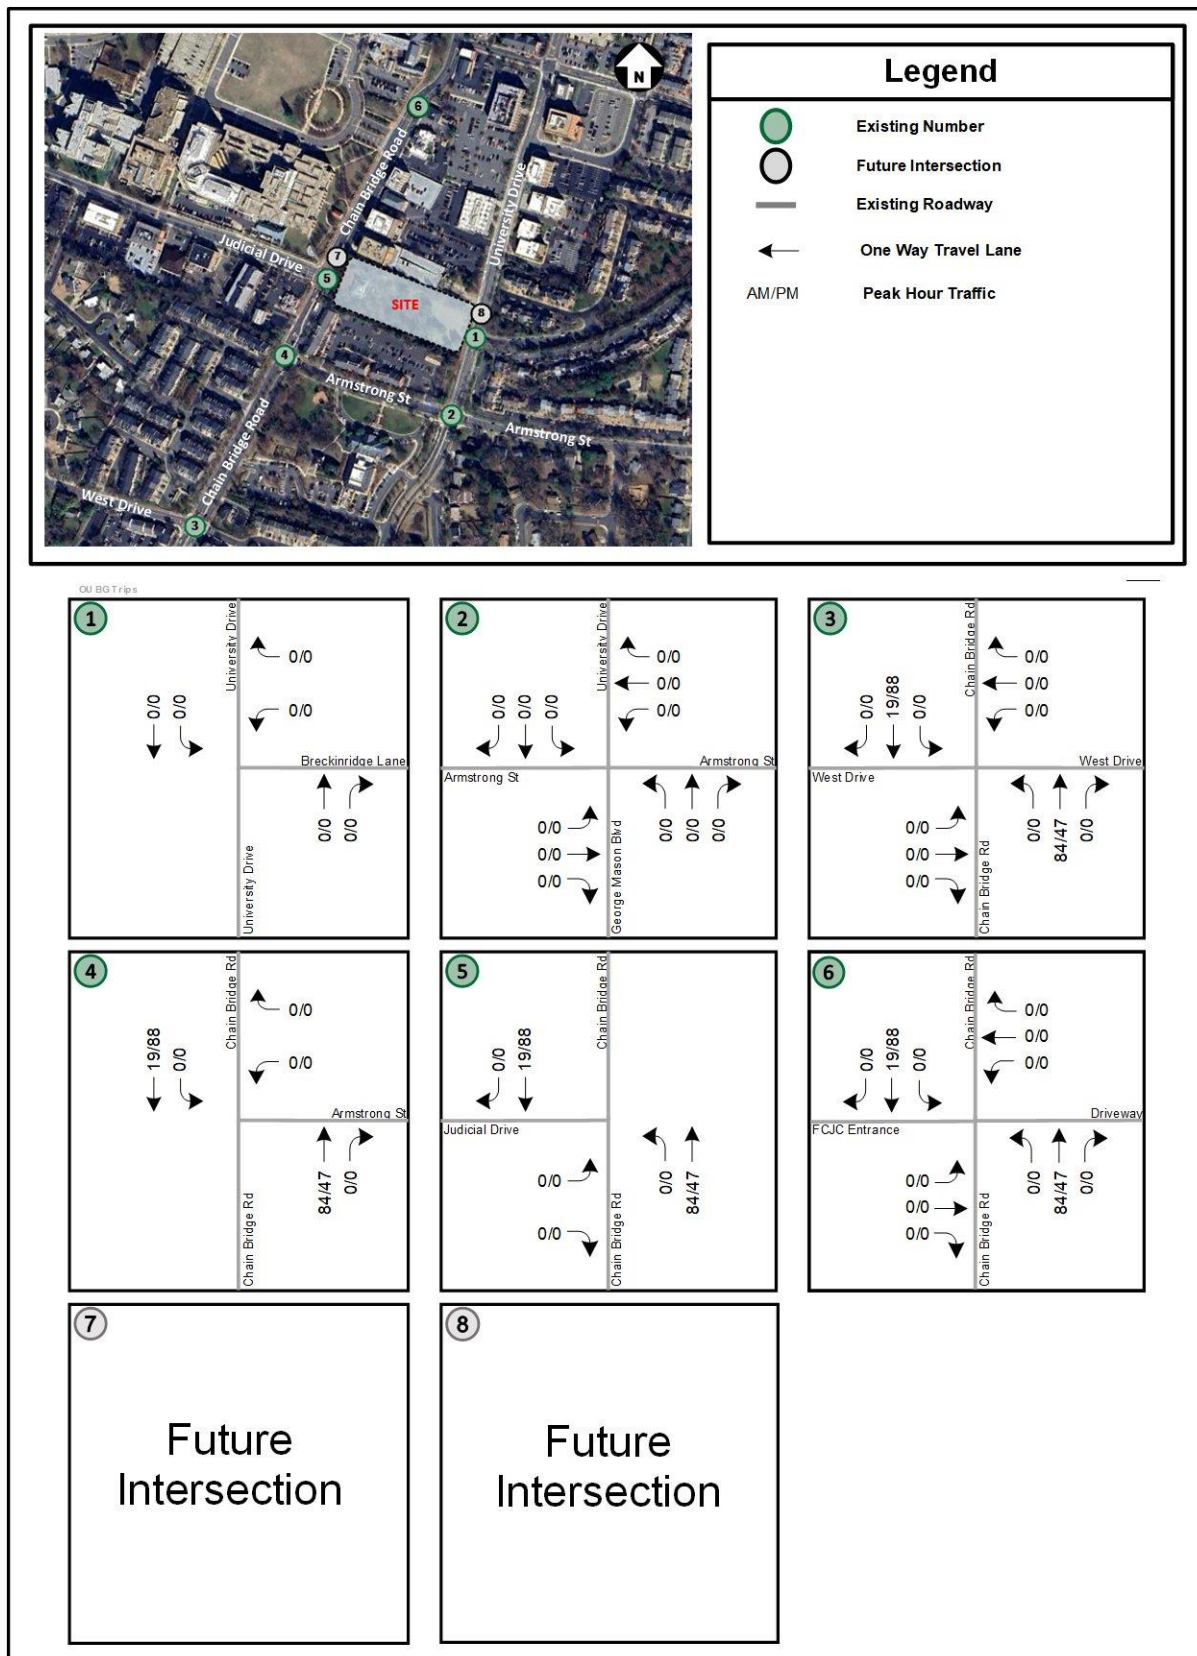 N
6
Chain Bridge Road
University Drive
Judicial Drive
7
5
SITE
8
1
4
Armstrong St
2
Armstrong St
Chain Bridge Road
West Drive
3
Legend
Existing Number
Future Intersection
Existing Roadway
One Way Travel Lane
AM/PM Peak Hour Traffic
OU BG Trips
1
University Drive
0/0
0/0
0/0
0/0
Breckinridge Lane
0/0
0/0
University Drive
2
University Drive
0/0
0/0
0/0
0/0
0/0
0/0
Armstrong St
Armstrong St
0/0
0/0
0/0
George Mason Blvd
0/0
0/0
0/0
3
Chain Bridge Rd
0/0
0/0
0/0
0/0
19/88
0/0
West Drive
West Drive
0/0
0/0
0/0
Chain Bridge Rd
0/0
84/47
0/0
4
Chain Bridge Rd
0/0
0/0
19/88
0/0
Armstrong St
84/47
0/0
Chain Bridge Rd
5
Chain Bridge Rd
0/0
19/88
Judicial Drive
0/0
0/0
Chain Bridge Rd
0/0
84/47
6
Chain Bridge Rd
0/0
0/0
0/0
0/0
19/88
0/0
Driveway
FCJC Entrance
0/0
0/0
0/0
Chain Bridge Rd
0/0
84/47
0/0
7
Future
Intersection
8
Future
Intersection